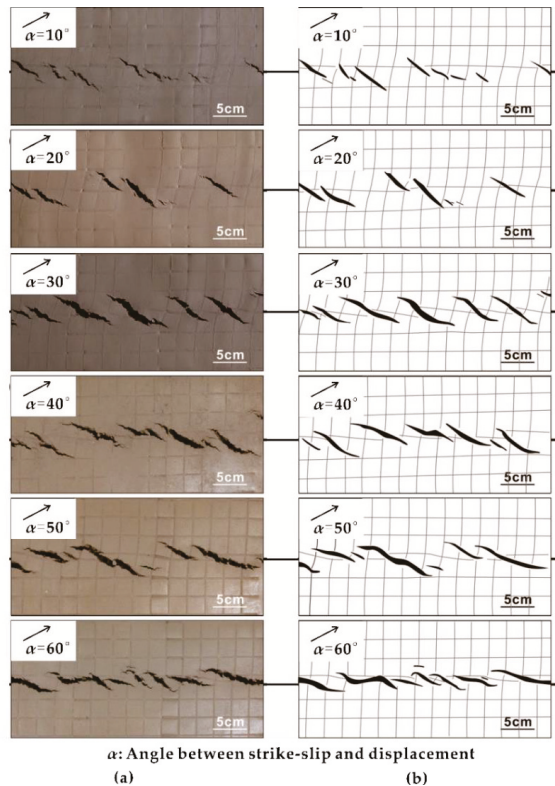 α=10°
α=10°
5cm
5cm
α=20°
α=20°
5cm
5cm
α=30°
α=30°
5cm
5cm
α=40°
α=40°
5cm
5cm
α=50°
α=50°
5cm
5cm
α=60°
α=60°
5cm
5cm
α: Angle between strike-slip and displacement
(a)
(b)